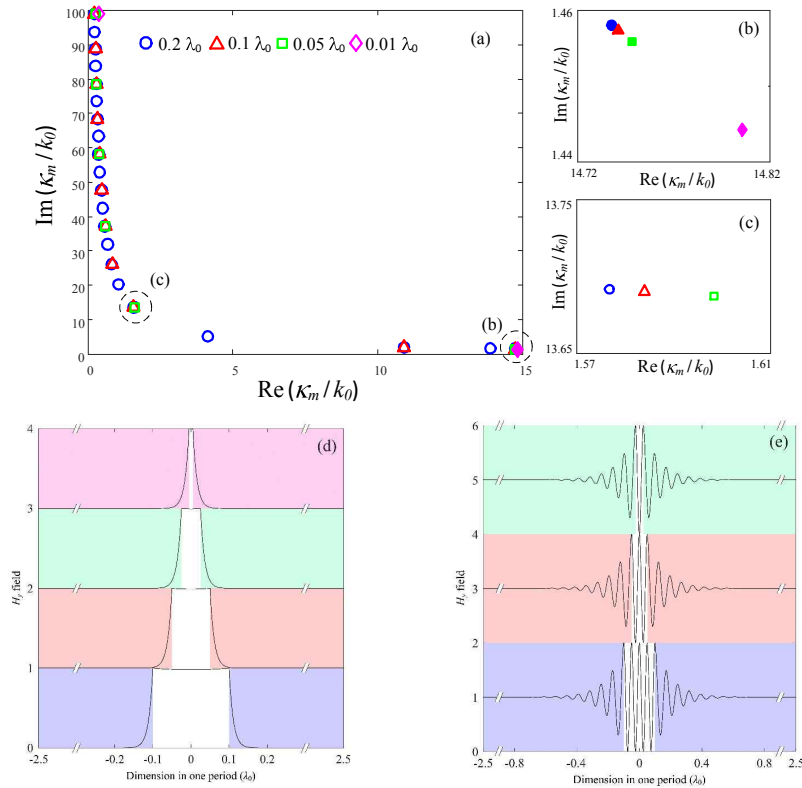 0.2 λ₀ 0.1 λ₀ 0.05 λ₀ 0.01 λ₀
(a)
100
90
80
70
60
50
40
30
20
10
0
Im (κm / k0)
(c)
(b)
0 5 10 15
Re (κm / k0)
1.46
(b)
Im (κm / k0)
1.44
14.72 14.82
Re (κm / k0)
13.75
(c)
Im (κm / k0)
13.65
1.57 1.61
Re (κm / k0)
4
(d)
3
2
1
0
Hy field
-2.5 -0.2 -0.1 0 0.1 0.2 2.5
Dimension in one period (λ₀)
6
(e)
5
4
3
2
1
0
Hy field
-2.5 -0.8 -0.4 0 0.4 0.8 2.5
Dimension in one period (λ₀)